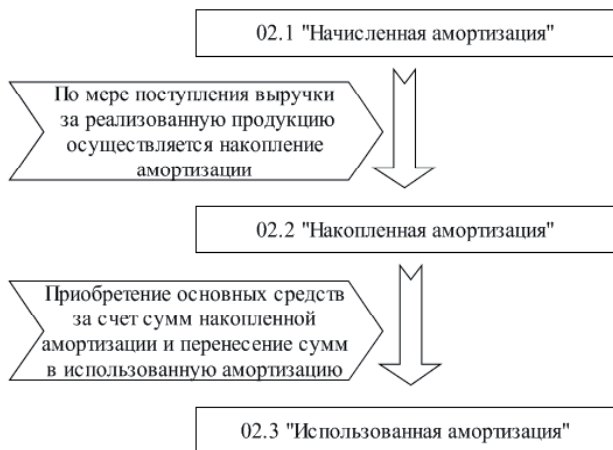 02.1 "Начисленная амортизация"
По мере поступления выручки
за реализованную продукцию
осуществляется накопление
амортизации
02.2 "Накопленная амортизация"
Приобретение основных средств
за счет сумм накопленной
амортизации и перенесение сумм
в использованную амортизацию
02.3 "Использованная амортизация"